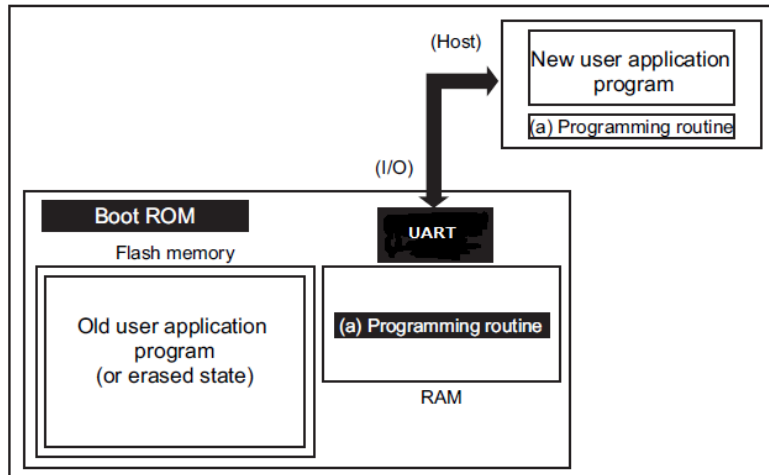 (Host)
New user application
program
(a) Programming routine
(I/O)
Boot ROM
UART
Flash memory
Old user application
program
(or erased state)
(a) Programming routine
RAM